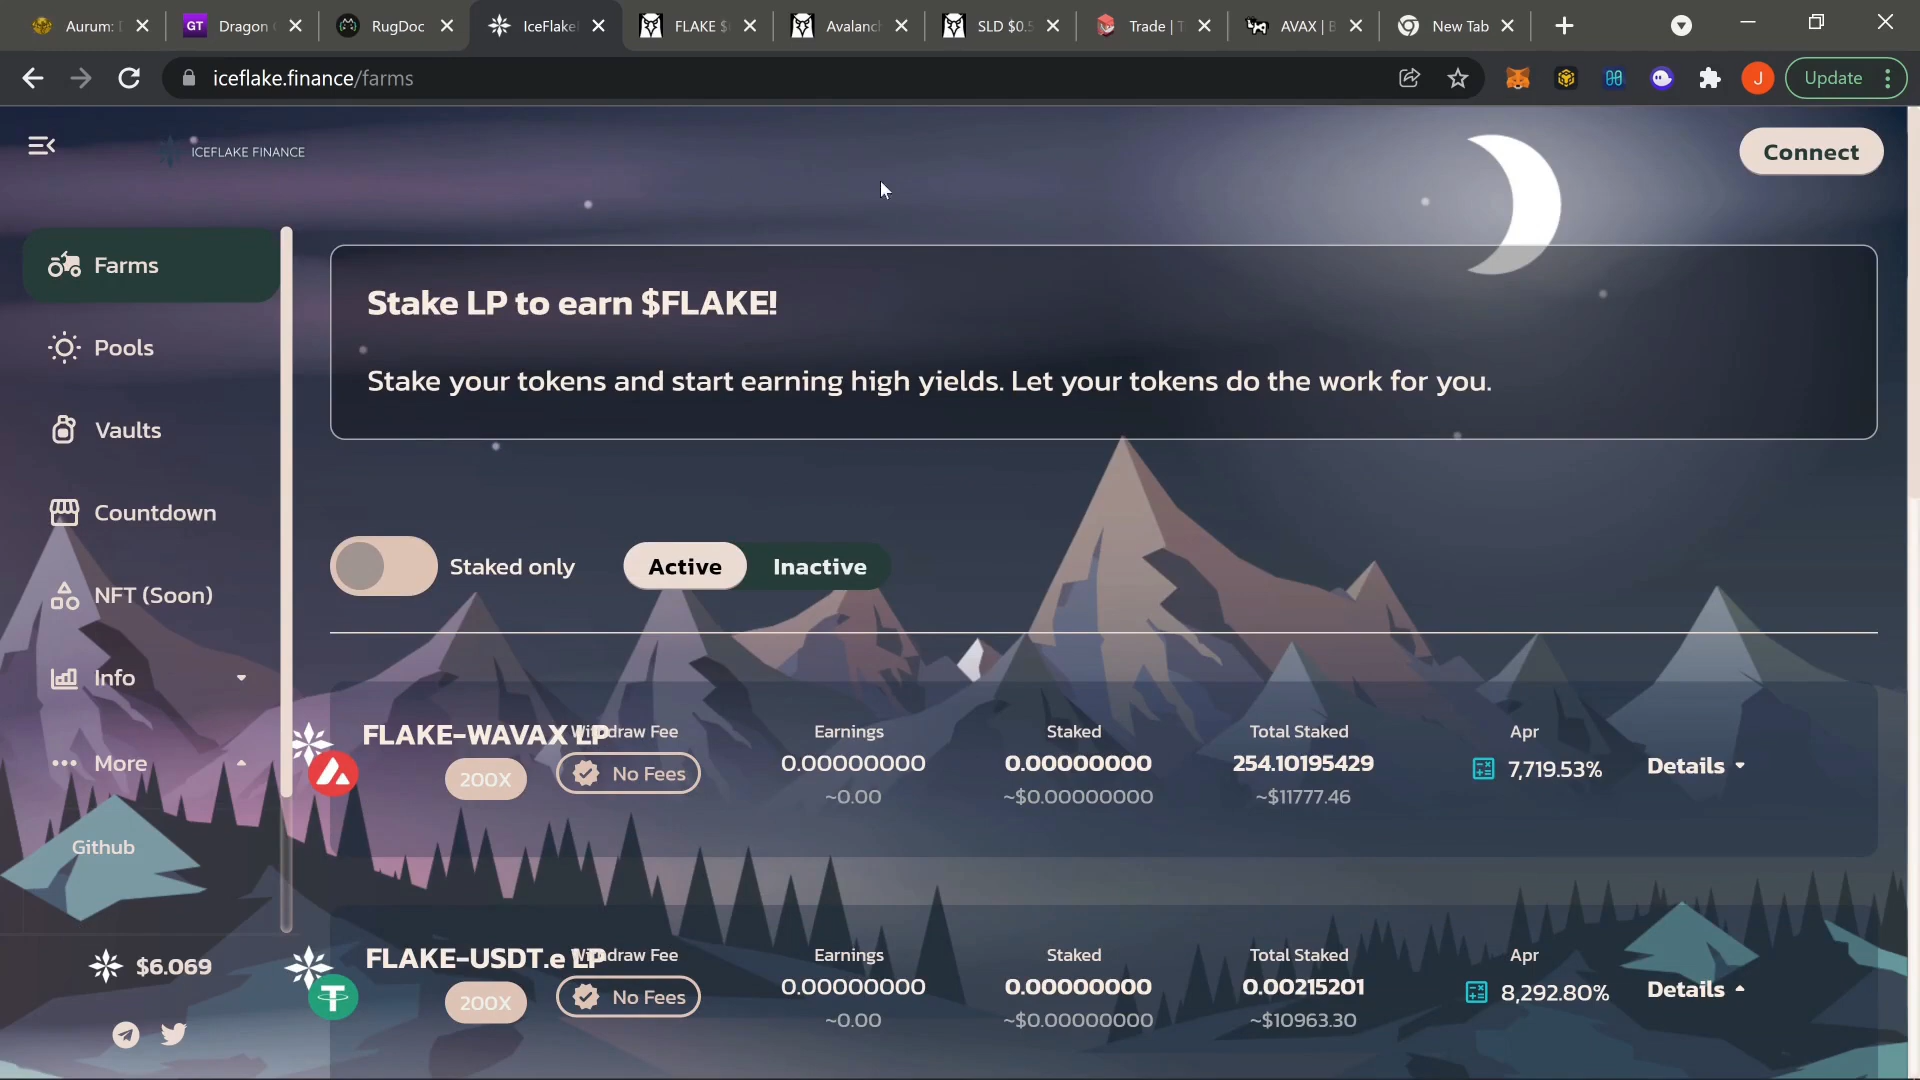 Aurum:
GT
Dragon
RugDoc
IceFlake
FLAKE $
Avalanch
SLD $0.5
Trade | T
AVAX | B
New Tab
iceflake.finance/farms
J
Update
ICEFLAKE FINANCE
Connect
Farms
Pools
Vaults
Countdown
NFT (Soon)
Info
More
Github
$6.069
Stake LP to earn $FLAKE!
Stake your tokens and start earning high yields. Let your tokens do the work for you.
Staked only
Active
Inactive
FLAKE-WAVAX LP
200X
Withdraw Fee
No Fees
Earnings
0.00000000
~0.00
Staked
0.00000000
~$0.00000000
Total Staked
254.10195429
~$11777.46
Apr
7,719.53%
Details
FLAKE-USDT.e LP
200X
Withdraw Fee
No Fees
Earnings
0.00000000
~0.00
Staked
0.00000000
~$0.00000000
Total Staked
0.00215201
~$10963.30
Apr
8,292.80%
Details